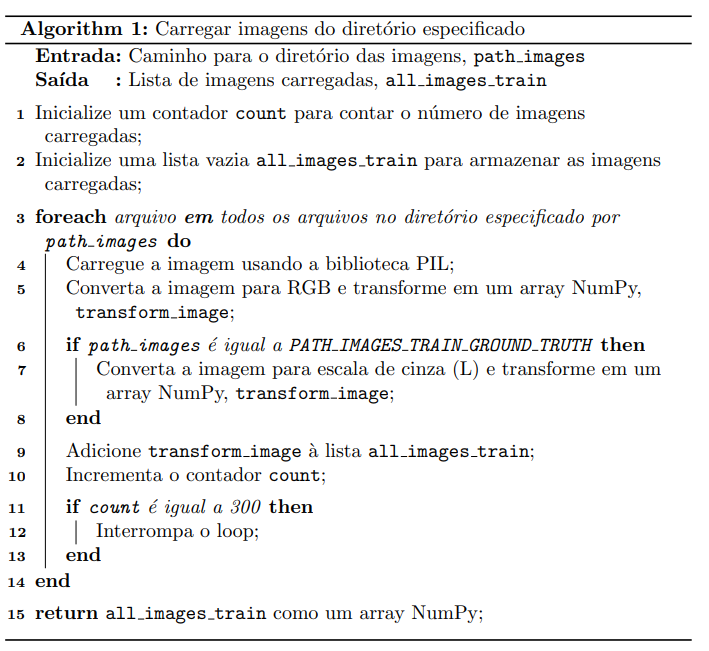 Algorithm 1: Carregar imagens do diretório especificado
Entrada: Caminho para o diretório das imagens, path_images
Saída : Lista de imagens carregadas, all_images_train
1 Inicialize um contador count para contar o número de imagens
carregadas;
2 Inicialize uma lista vazia all_images_train para armazenar as imagens
carregadas;
3 foreach arquivo em todos os arquivos no diretório especificado por
path_images do
4 Carregue a imagem usando a biblioteca PIL;
5 Converta a imagem para RGB e transforme em um array NumPy,
transform_image;
6 if path_images é igual a PATH_IMAGES_TRAIN_GROUND_TRUTH then
7 Converta a imagem para escala de cinza (L) e transforme em um
array NumPy, transform_image;
8 end
9 Adicione transform_image à lista all_images_train;
10 Incrementa o contador count;
11 if count é igual a 300 then
12 Interrompa o loop;
13 end
14 end
15 return all_images_train como um array NumPy;